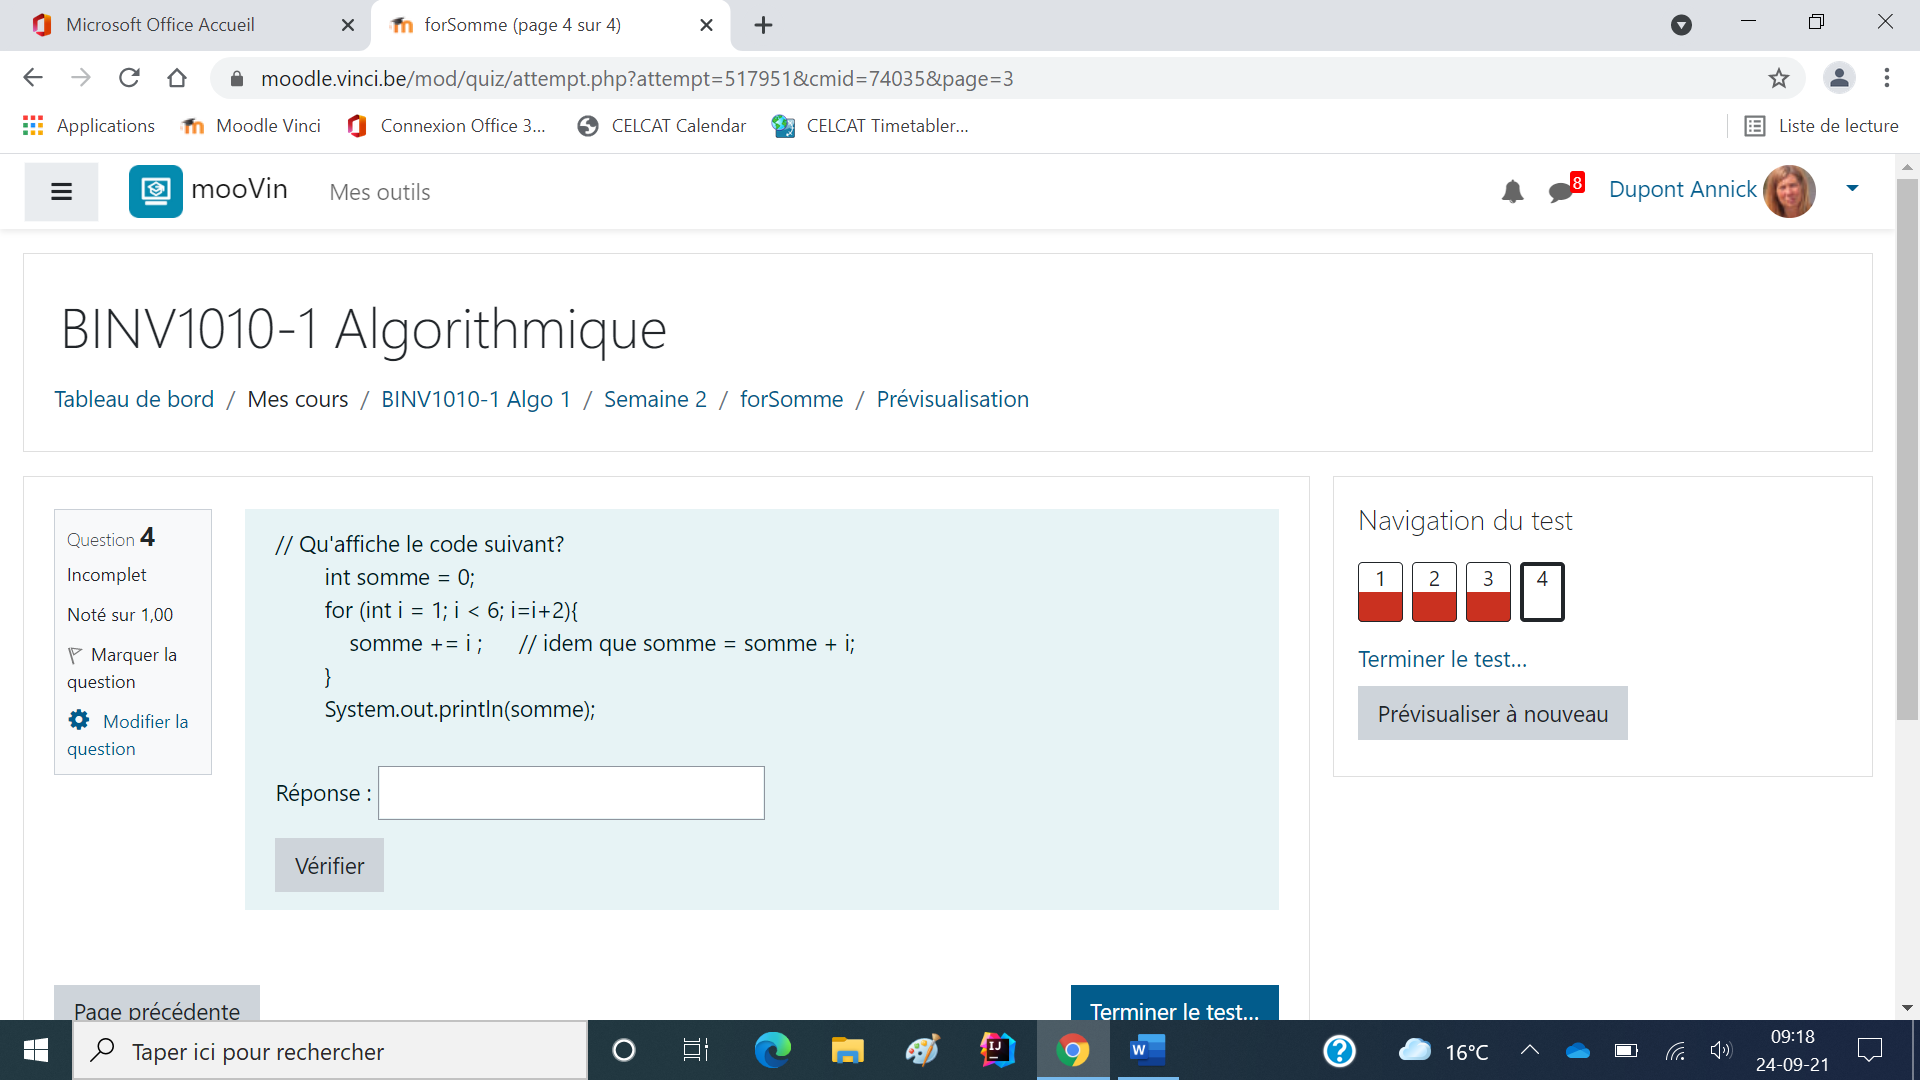 Microsoft Office Accueil
forSomme (page 4 sur 4)
moodle.vinci.be/mod/quiz/attempt.php?attempt=517951&cmid=74035&page=3
Applications
Moodle Vinci
Connexion Office 3...
CELCAT Calendar
CELCAT Timetabler...
Liste de lecture
mooVin
Mes outils
8
Dupont Annick
BINV1010-1 Algorithmique
Tableau de bord / Mes cours / BINV1010-1 Algo 1 / Semaine 2 / forSomme / Prévisualisation
Question 4
Incomplet
Noté sur 1,00
Marquer la
question
Modifier la
question
// Qu'affiche le code suivant?
int somme = 0;
for (int i = 1; i < 6; i=i+2){
somme += i ; // idem que somme = somme + i;
}
System.out.println(somme);
Réponse :
Vérifier
Navigation du test
1 2 3 4
Terminer le test...
Prévisualiser à nouveau
Page précédente
Terminer le test...
Taper ici pour rechercher
IJ
W
?
16°C
09:18
24-09-21